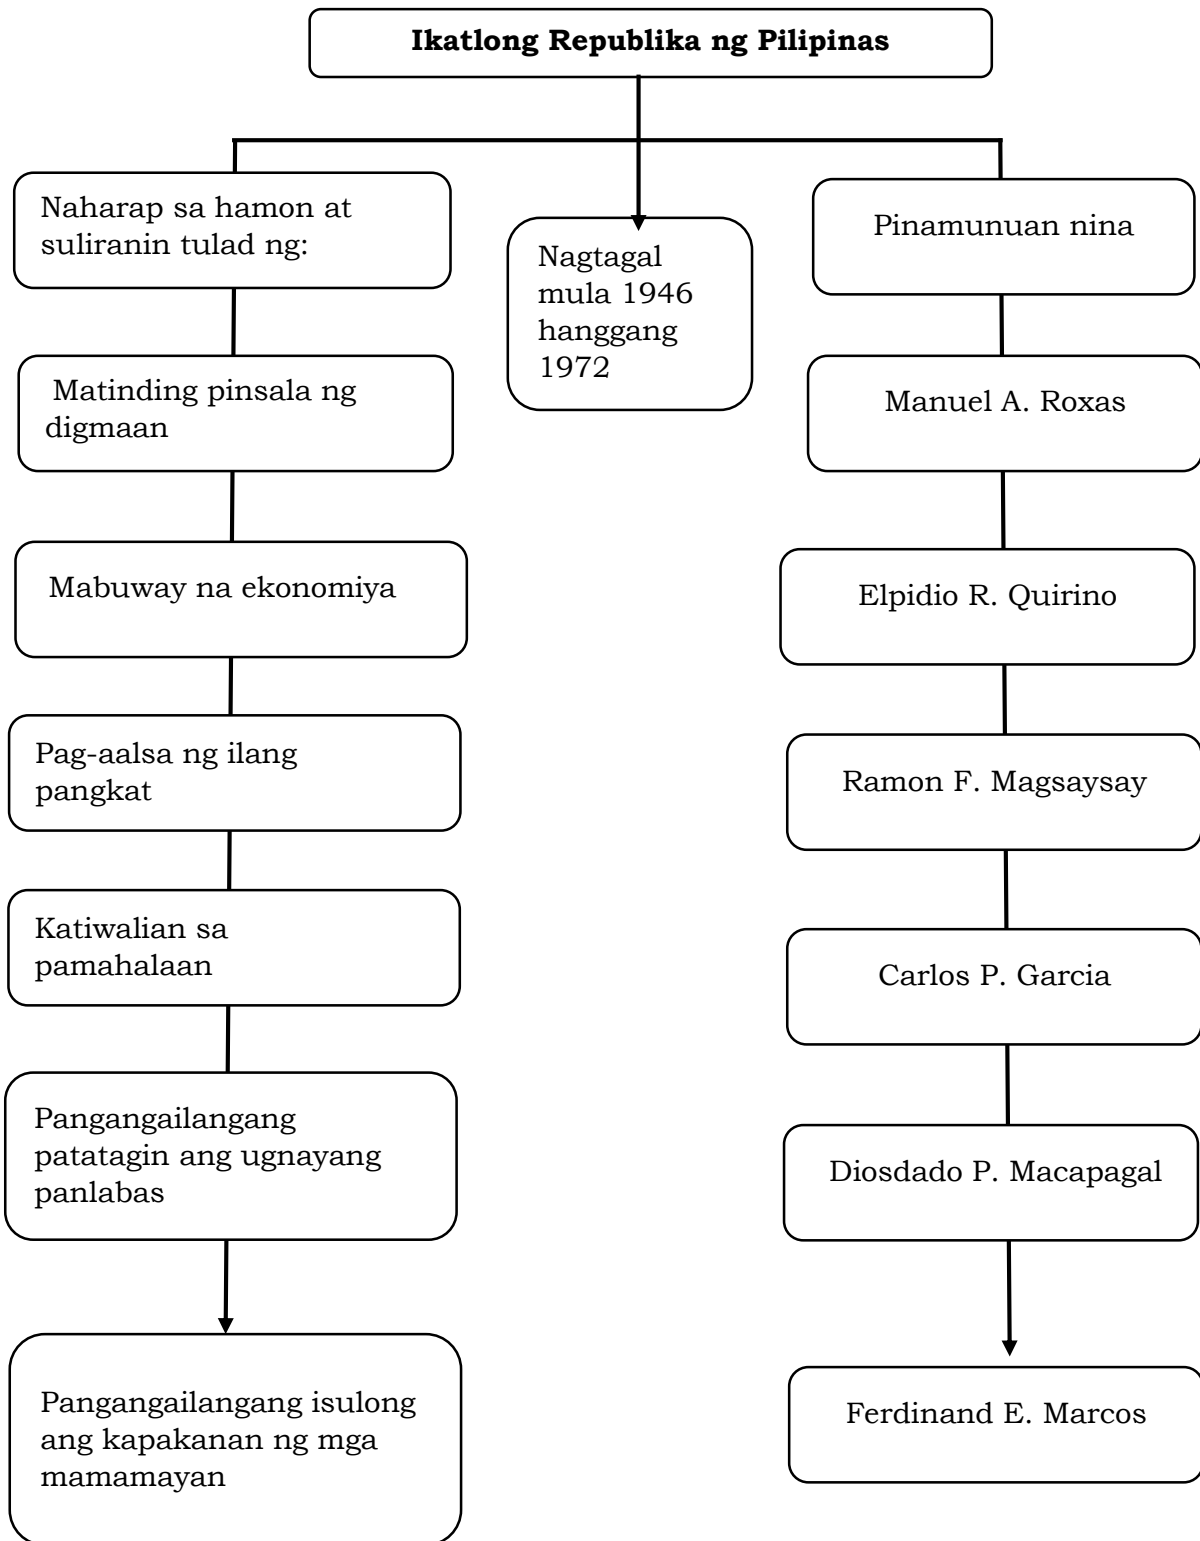 Ikatlong Republika ng Pilipinas
Naharap sa hamon at
suliranin tulad ng:
Matinding pinsala ng
digmaan
Mabuway na ekonomiya
Pag-aalsa ng ilang
pangkat
Katiwalian sa
pamahalaan
Pangangailangang
patatagin ang ugnayang
panlabas
Pangangailangang isulong
ang kapakanan ng mga
mamamayan
Nagtagal
mula 1946
hanggang
1972
Pinamunuan nina
Manuel A. Roxas
Elpidio R. Quirino
Ramon F. Magsaysay
Carlos P. Garcia
Diosdado P. Macapagal
Ferdinand E. Marcos